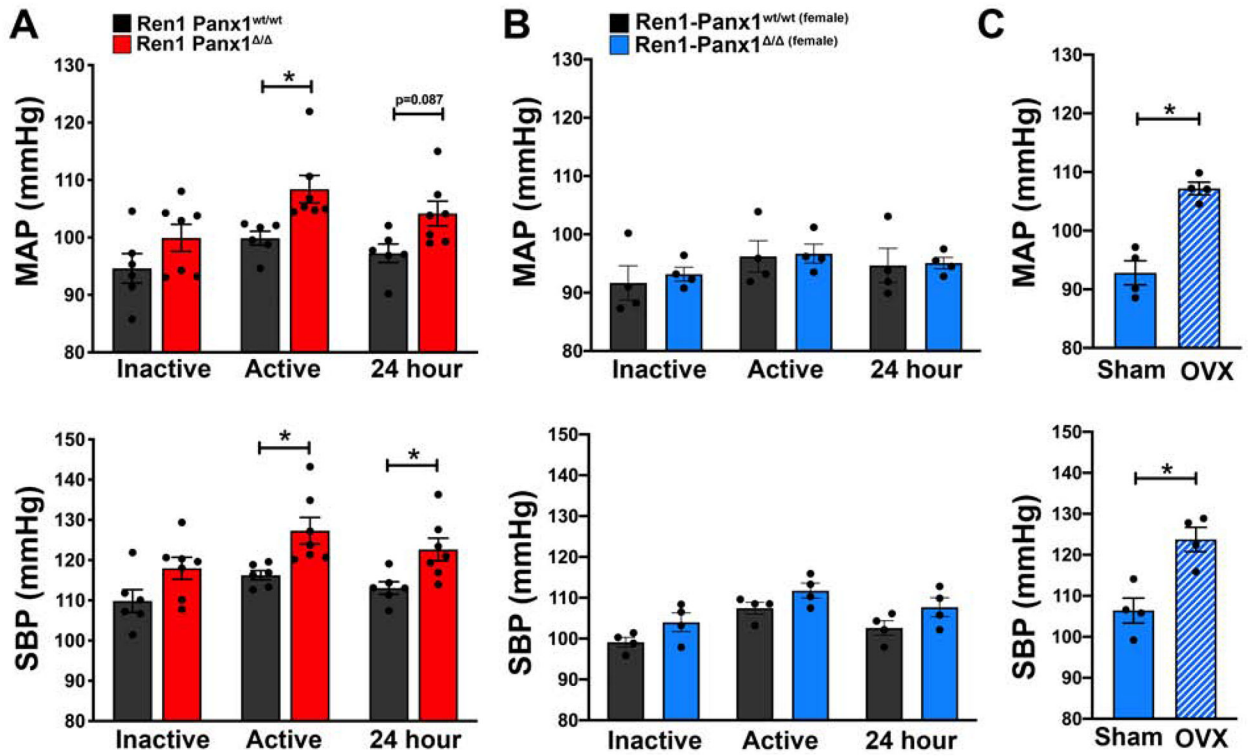 A
Ren1 Panx1wt/wt
Ren1 Panx1Δ/Δ
MAP (mmHg)
130
120
110
100
90
80
*
p=0.087
Inactive Active 24 hour
B
Ren1-Panx1wt/wt (female)
Ren1-Panx1Δ/Δ (female)
MAP (mmHg)
130
120
110
100
90
80
Inactive Active 24 hour
C
MAP (mmHg)
130
120
110
100
90
80
*
Sham OVX
SBP (mmHg)
150
140
130
120
110
100
90
80
*
*
Inactive Active 24 hour
SBP (mmHg)
150
140
130
120
110
100
90
80
Inactive Active 24 hour
SBP (mmHg)
150
140
130
120
110
100
90
80
*
Sham OVX